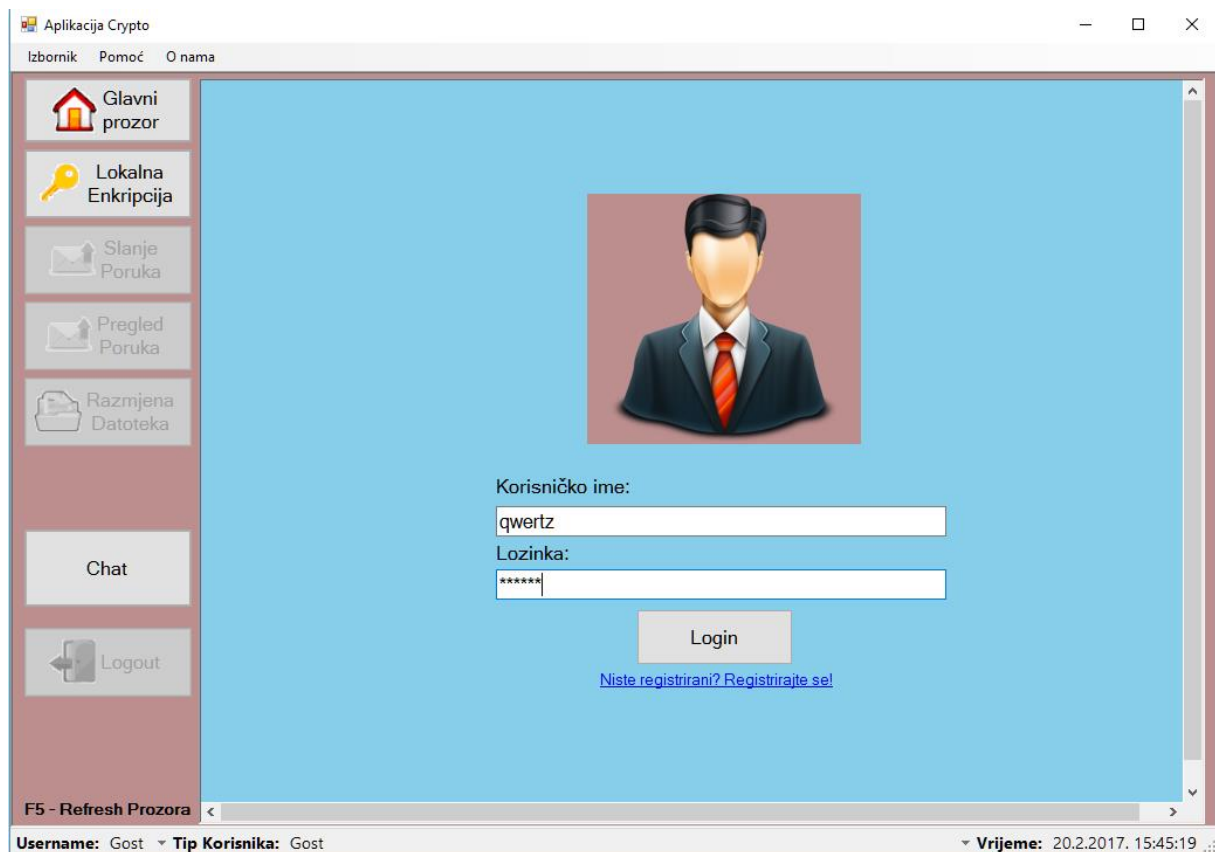 Aplikacija Crypto
Izbornik Pomoć O nama
Glavni
prozor
Lokalna
Enkripcija
Slanje
Poruka
Pregled
Poruka
Razmjena
Datoteka
Chat
Logout
F5 - Refresh Prozora
Korisničko ime:
qwertz
Lozinka:
******
Login
Niste registrirani? Registrirajte se!
Username: Gost Tip Korisnika: Gost Vrijeme: 20.2.2017. 15:45:19